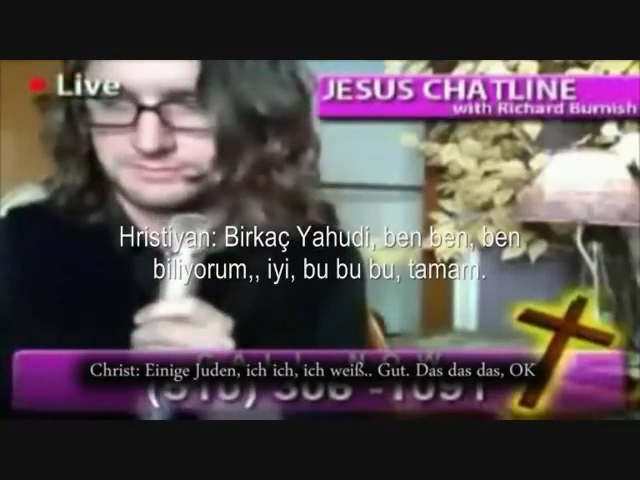 Live
JESUS CHATLINE
with Richard Burnish
Hristiyan: Birkaç Yahudi, ben ben, ben
biliyorum,, iyi, bu bu bu, tamam.
Christ: Einige Juden, ich ich, ich weiß.. Gut. Das das das, OK